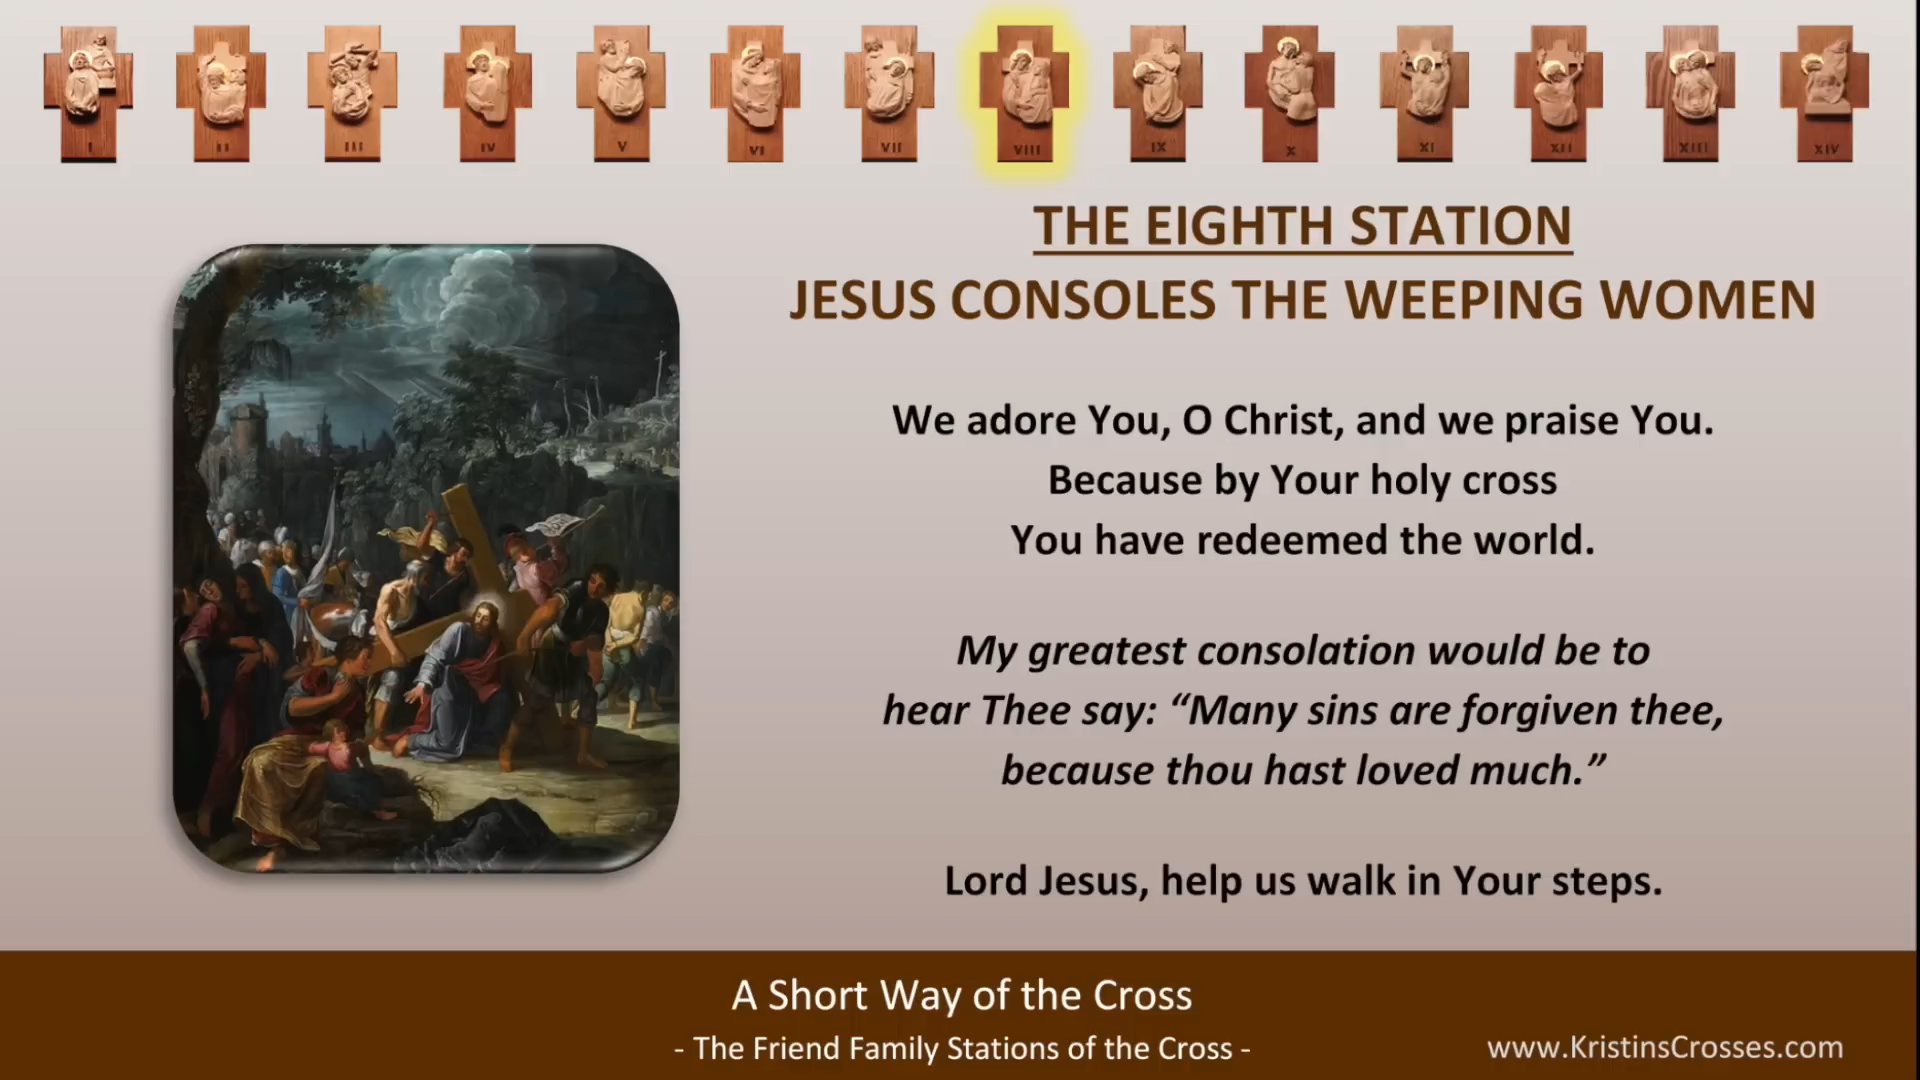 I II III IV V VI VII VIII IX X XI XII XIII XIV
THE EIGHTH STATION
JESUS CONSOLES THE WEEPING WOMEN
We adore You, O Christ, and we praise You.
Because by Your holy cross
You have redeemed the world.
My greatest consolation would be to
hear Thee say: “Many sins are forgiven thee,
because thou hast loved much.”
Lord Jesus, help us walk in Your steps.
A Short Way of the Cross
- The Friend Family Stations of the Cross -
www.KristinsCrosses.com